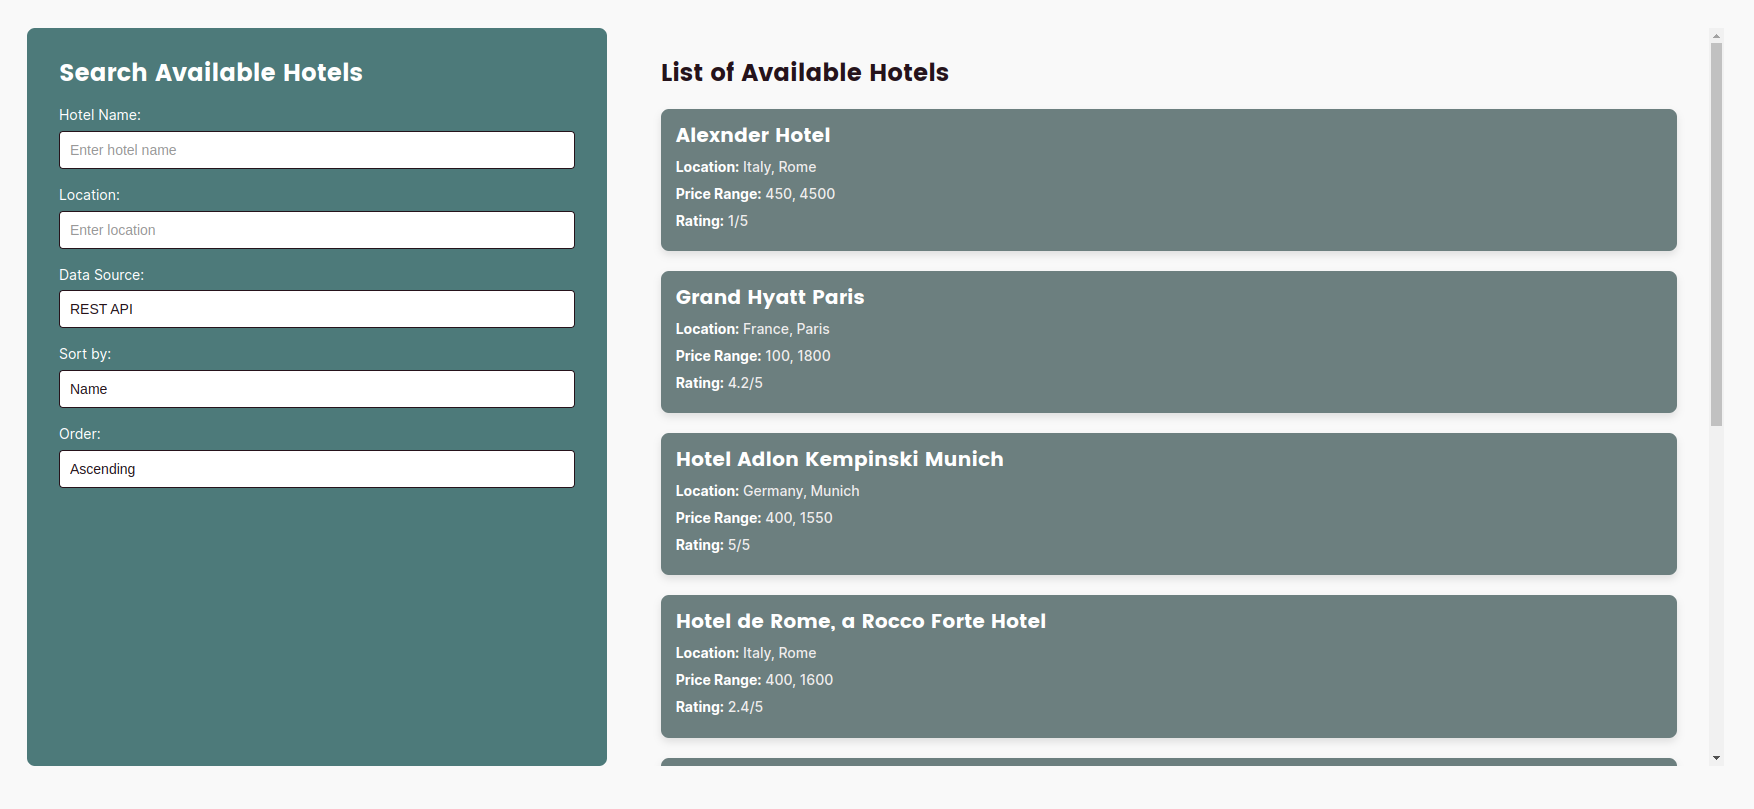 Search Available Hotels
Hotel Name:
Enter hotel name
Location:
Enter location
Data Source:
REST API
Sort by:
Name
Order:
Ascending
List of Available Hotels
Alexnder Hotel
Location: Italy, Rome
Price Range: 450, 4500
Rating: 1/5
Grand Hyatt Paris
Location: France, Paris
Price Range: 100, 1800
Rating: 4.2/5
Hotel Adlon Kempinski Munich
Location: Germany, Munich
Price Range: 400, 1550
Rating: 5/5
Hotel de Rome, a Rocco Forte Hotel
Location: Italy, Rome
Price Range: 400, 1600
Rating: 2.4/5